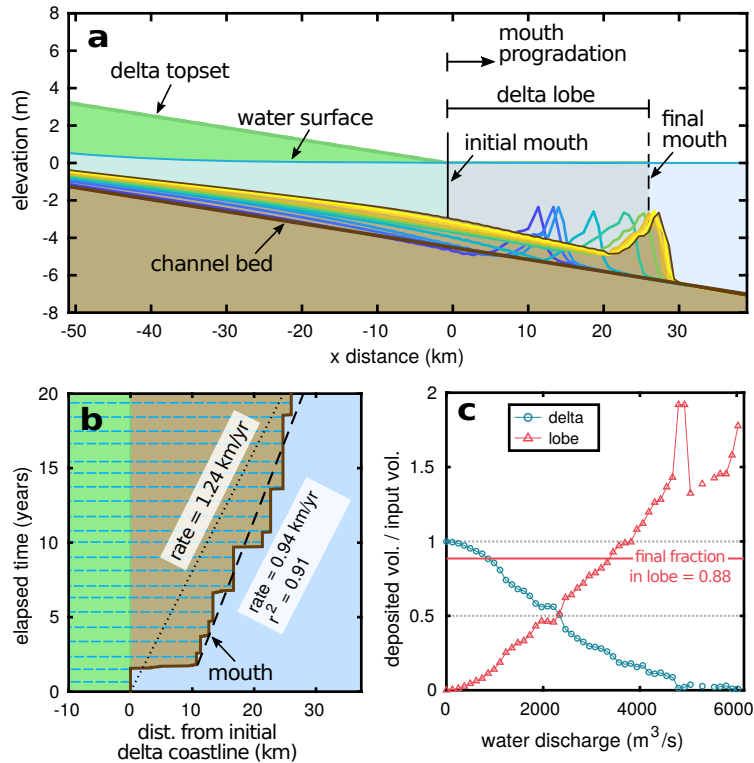 a
mouth
progradation
delta topset
delta lobe
water surface
final
mouth
initial mouth
channel bed
elevation (m)
8
6
4
2
0
-2
-4
-6
-8
-50
-40
-30
-20
-10
0
10
20
30
x distance (km)
b
rate = 1.24 km/yr
rate = 0.94 km/yr
r² = 0.91
mouth
elapsed time (years)
20
15
10
5
0
-10
0
10
20
30
dist. from initial
delta coastline (km)
c
delta
lobe
final fraction
in lobe = 0.88
deposited vol. / input vol.
2
1.5
1
0.5
0
0
2000
4000
6000
water discharge (m³/s)